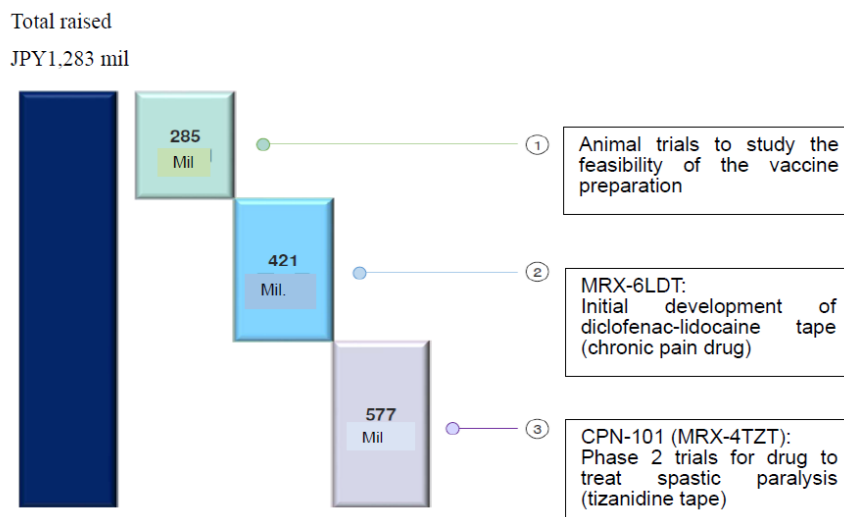 Total raised
JPY1,283 mil
285
Mil
1
Animal trials to study the
feasibility of the vaccine
preparation
421
Mil.
2
MRX-6LDT:
Initial development of
diclofenac-lidocaine tape
(chronic pain drug)
577
Mil
3
CPN-101 (MRX-4TZT):
Phase 2 trials for drug to
treat spastic paralysis
(tizanidine tape)